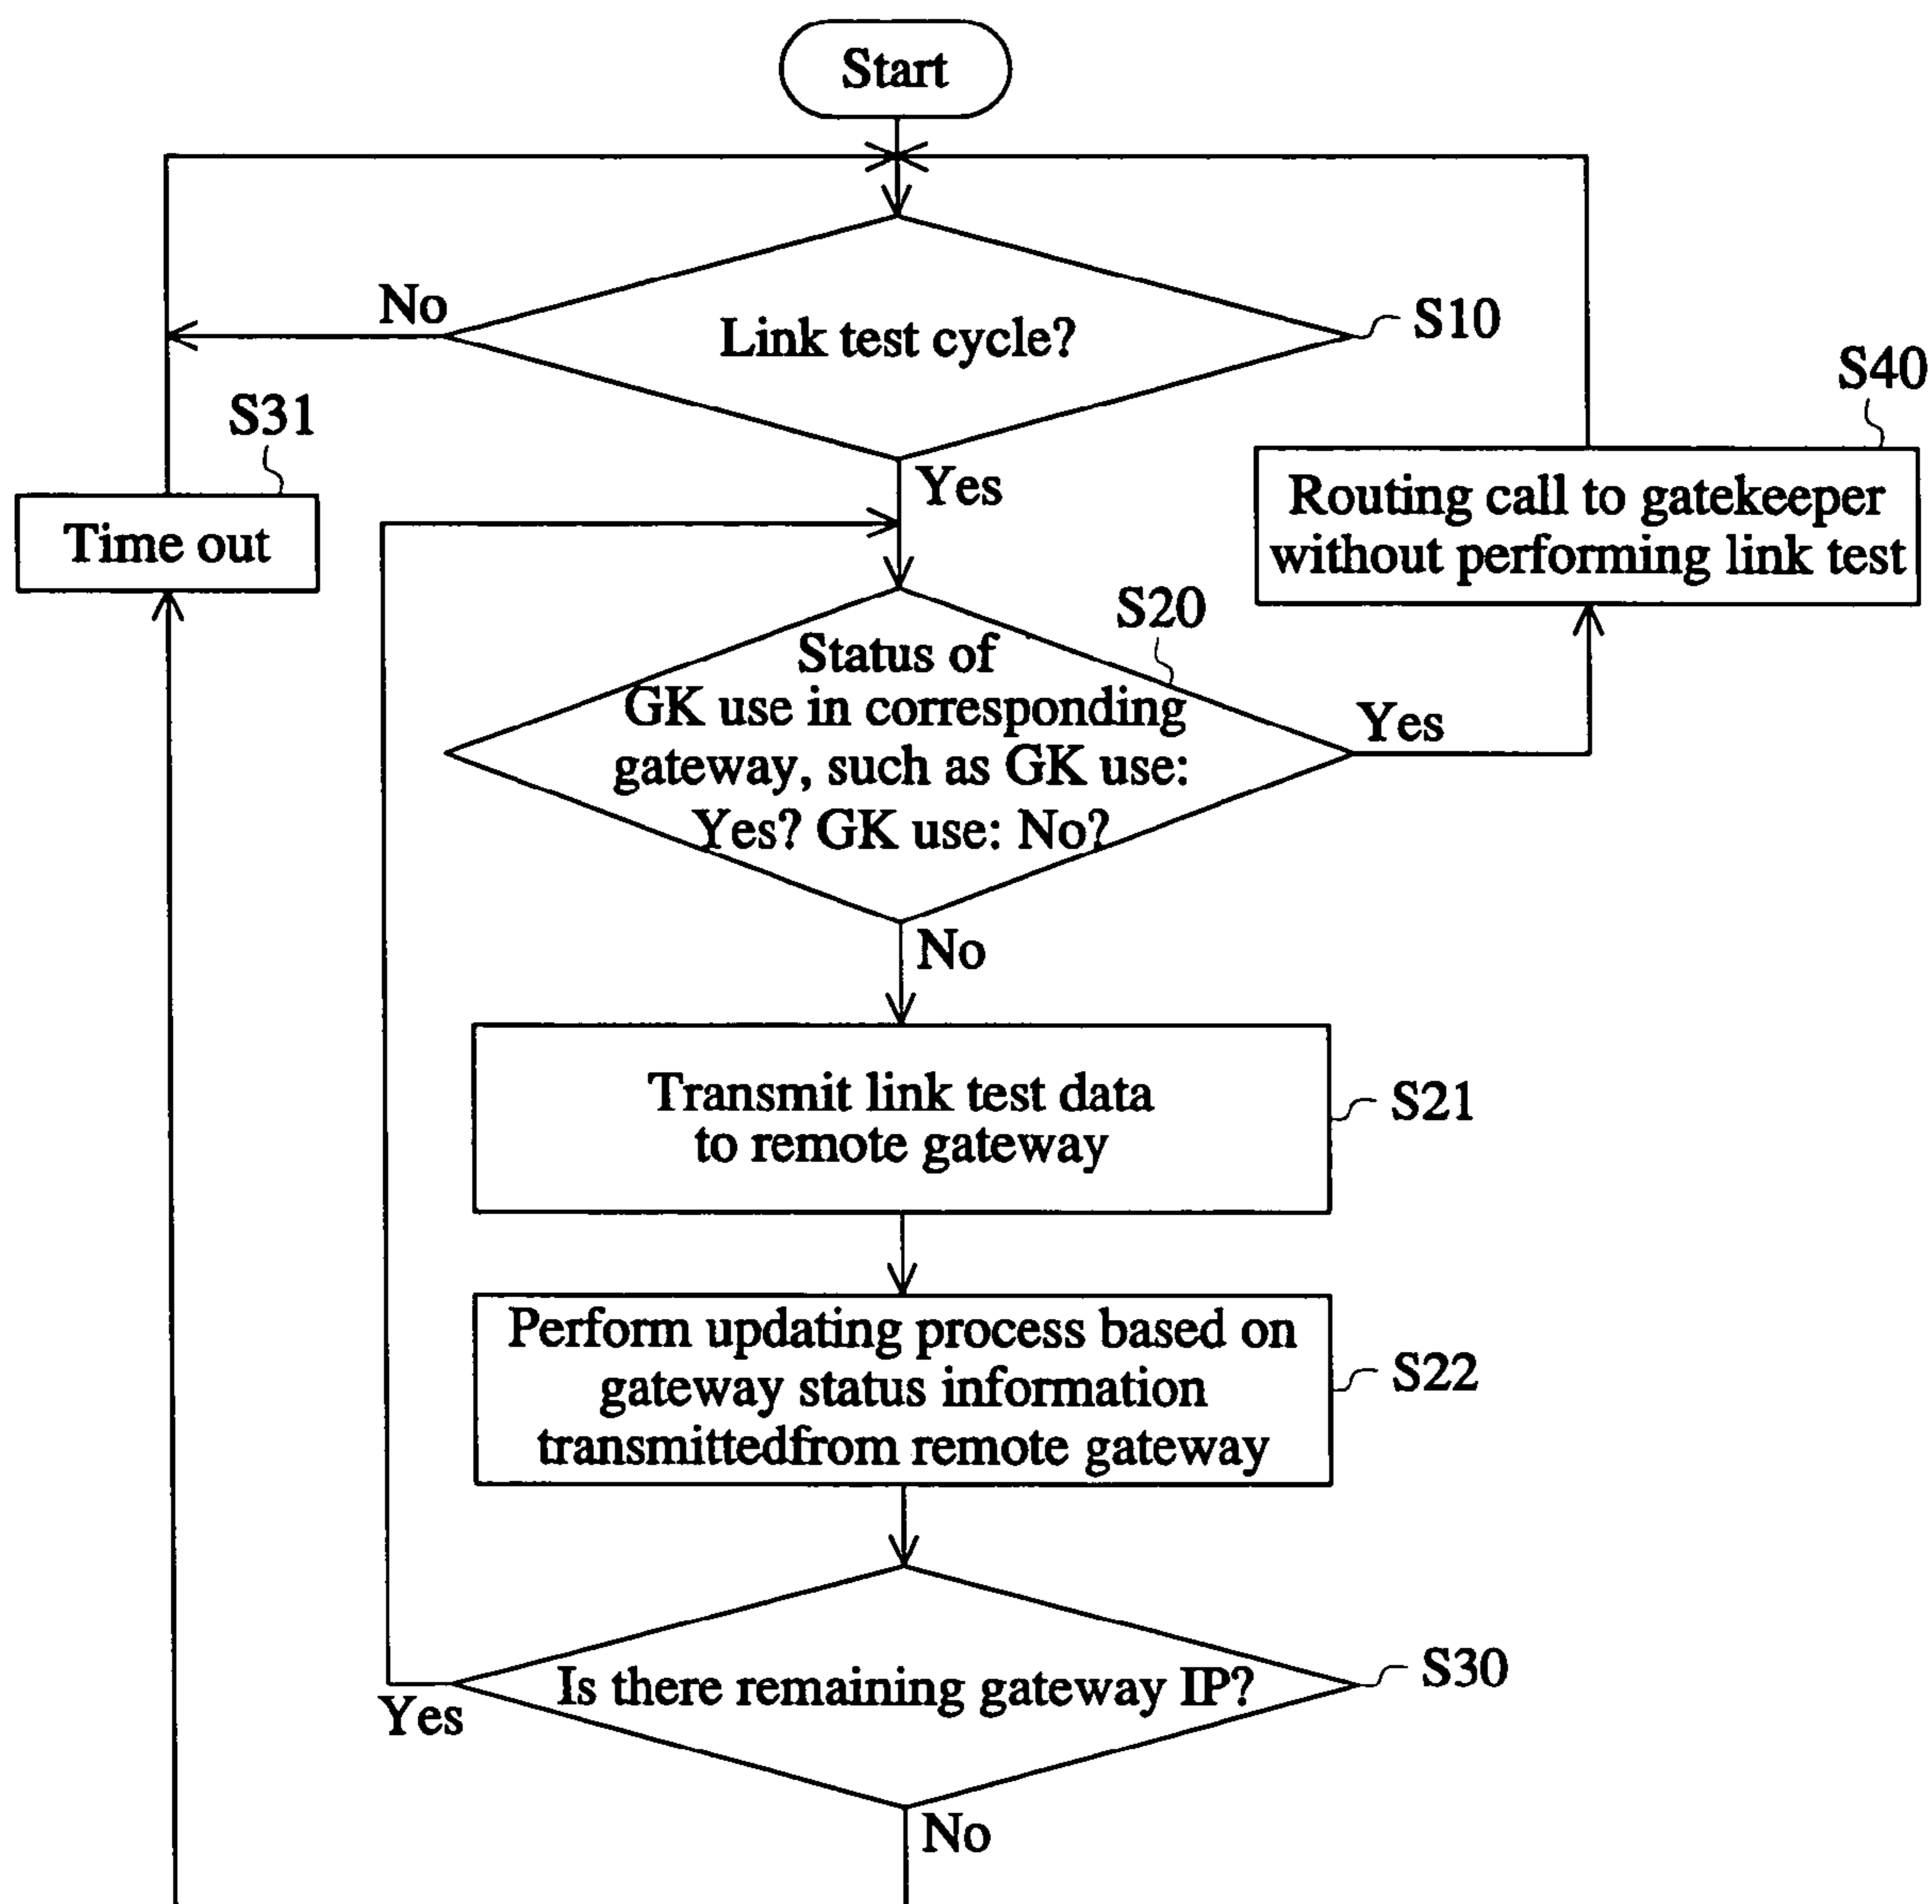 Start
No
Link test cycle?
S10
S40
S31
Yes
Routing call to gatekeeper
without performing link test
Time out
S20
Status of
GK use in corresponding
gateway, such as GK use:
Yes? GK use: No?
Yes
No
Transmit link test data
to remote gateway
S21
Perform updating process based on
gateway status information
transmittedfrom remote gateway
S22
Is there remaining gateway IP?
S30
Yes
No